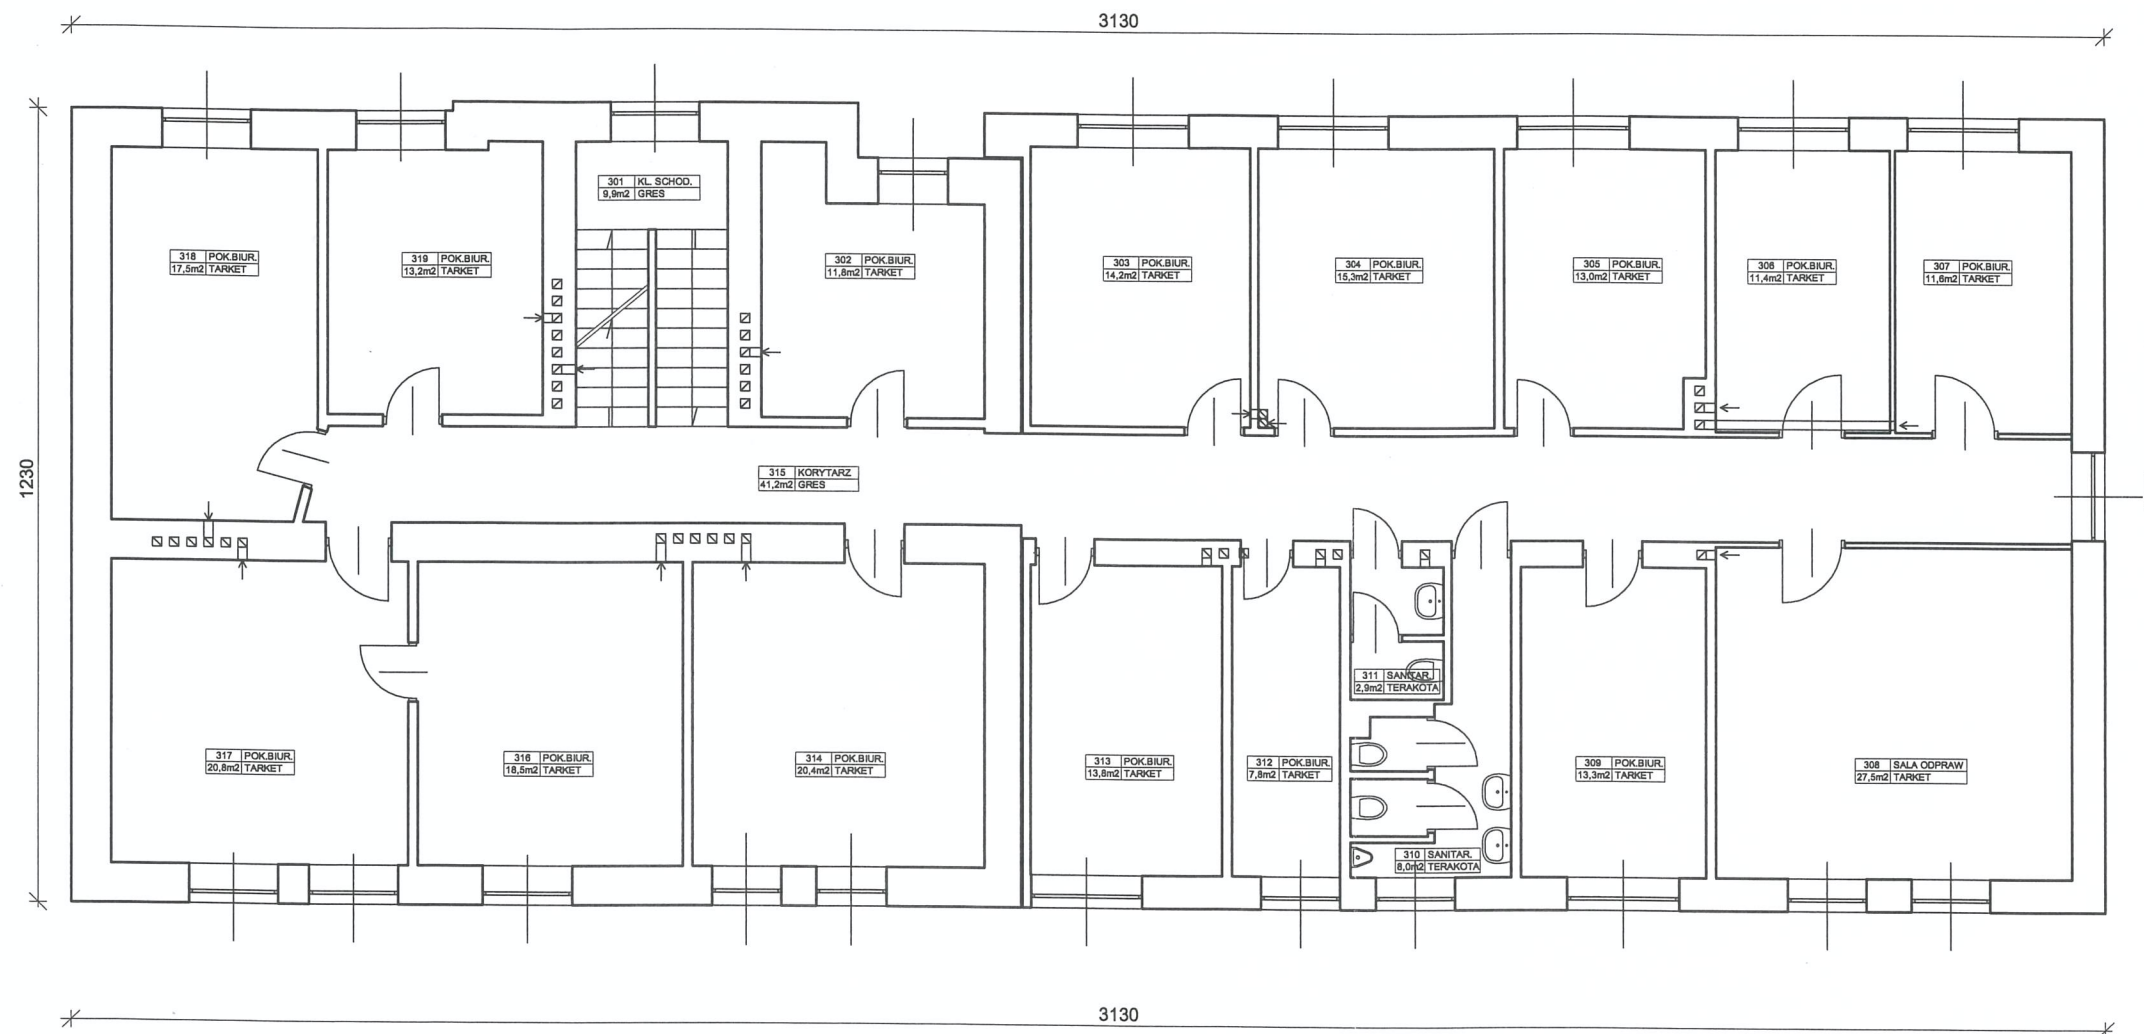 3130
301 KL. SCHOD.
9,9m2 GRES
318 POK.BIUR.
17,5m2 TARKET
319 POK.BIUR.
13,2m2 TARKET
302 POK.BIUR.
11,8m2 TARKET
303 POK.BIUR.
14,2m2 TARKET
304 POK.BIUR.
15,3m2 TARKET
305 POK.BIUR.
13,0m2 TARKET
306 POK.BIUR.
11,4m2 TARKET
307 POK.BIUR.
11,6m2 TARKET
1230
315 KORYTARZ
41,2m2 GRES
311 SANITAR.
2,9m2 TERAKOTA
317 POK.BIUR.
20,8m2 TARKET
316 POK.BIUR.
18,5m2 TARKET
314 POK.BIUR.
20,4m2 TARKET
313 POK.BIUR.
13,8m2 TARKET
312 POK.BIUR.
7,8m2 TARKET
309 POK.BIUR.
13,3m2 TARKET
308 SALA ODPRAW
27,5m2 TARKET
310 SANITAR.
8,0m2 TERAKOTA
3130